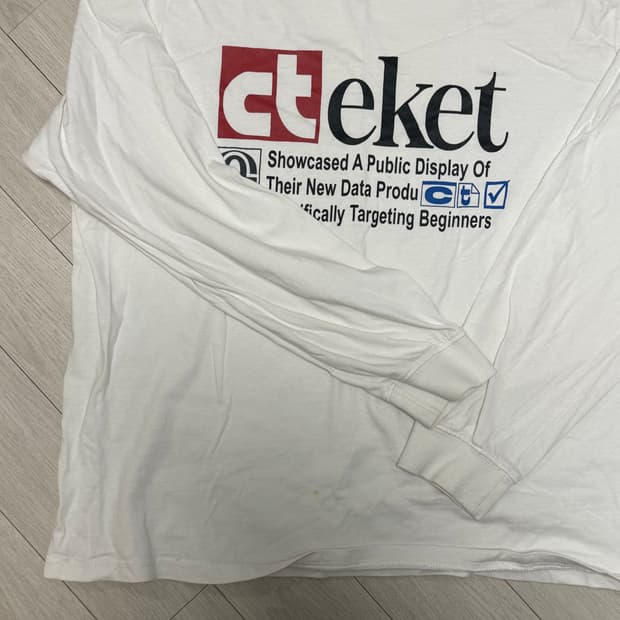 cteket
Showcased A Public Display Of
Their New Data Produ ct
Targeting Beginners